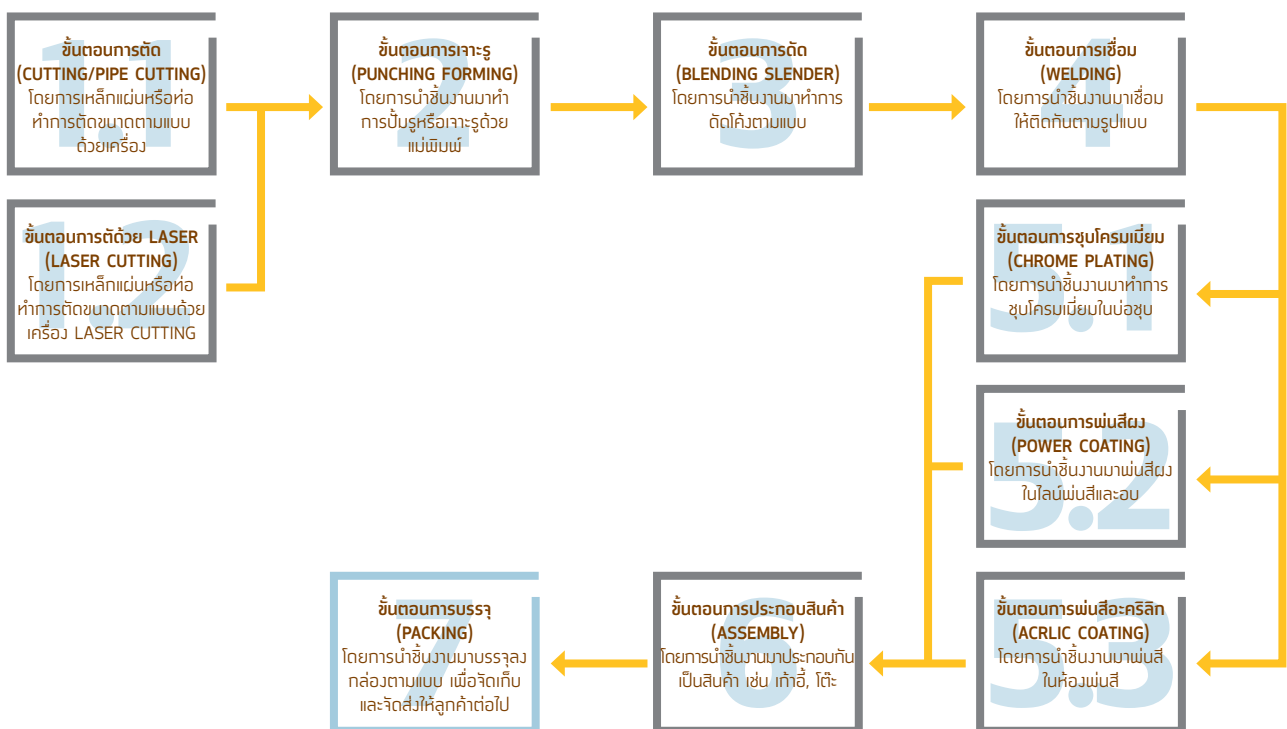 1.1
ขั้นตอนการตัด
(CUTTING/PIPE CUTTING)
โดยการเหล็กแผ่นหรือท่อ
ทำการตัดขนาดตามแบบ
ด้วยเครื่อง
2
ขั้นตอนการเจาะรู
(PUNCHING FORMING)
โดยการนำชิ้นงานมาทำ
การปั้มรูหรือเจาะรูด้วย
แม่พิมพ์
3
ขั้นตอนการดัด
(BLENDING SLENDER)
โดยการนำชิ้นงานมาทำการ
ดัดโค้งตามแบบ
4
ขั้นตอนการเชื่อม
(WELDING)
โดยการนำชิ้นงานมาเชื่อม
ให้ติดกันตามรูปแบบ
1.2
ขั้นตอนการตัด้วย LASER
(LASER CUTTING)
โดยการเหล็กแผ่นหรือท่อ
ทำการตัดขนาดตามแบบด้วย
เครื่อง LASER CUTTING
5.1
ขั้นตอนการชุบโครมเมี่ยม
(CHROME PLATING)
โดยการนำชิ้นงานมาทำการ
ชุบโครมเมี่ยมในบ่อชุบ
5.2
ขั้นตอนการพ่นสีผง
(POWER COATING)
โดยการนำชิ้นงานมาพ่นสีผง
ในไลน์พ่นสีและอบ
5.3
ขั้นตอนการพ่นสีอะคริลิก
(ACRLIC COATING)
โดยการนำชิ้นงานมาพ่นสี
ในห้องพ่นสี
6
ขั้นตอนการประกอบสินค้า
(ASSEMBLY)
โดยการนำชิ้นงานมาประกอบกัน
เป็นสินค้า เช่น เก้าอี้, โต๊ะ
7
ขั้นตอนการบรรจุ
(PACKING)
โดยการนำชิ้นงานมาบรรจุลง
กล่องตามแบบ เพื่อจัดเก็บ
และจัดส่งให้ลูกค้าต่อไป